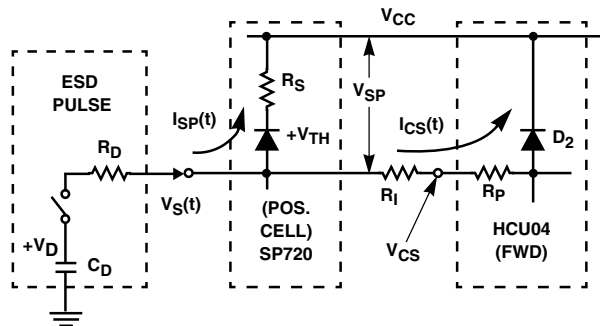 VCC
ESD
PULSE
RD
+VD
CD
VS(t)
ISP(t)
RS
+VTH
(POS.
CELL)
SP720
VSP
ICS(t)
RI
VCS
RP
D2
HCU04
(FWD)